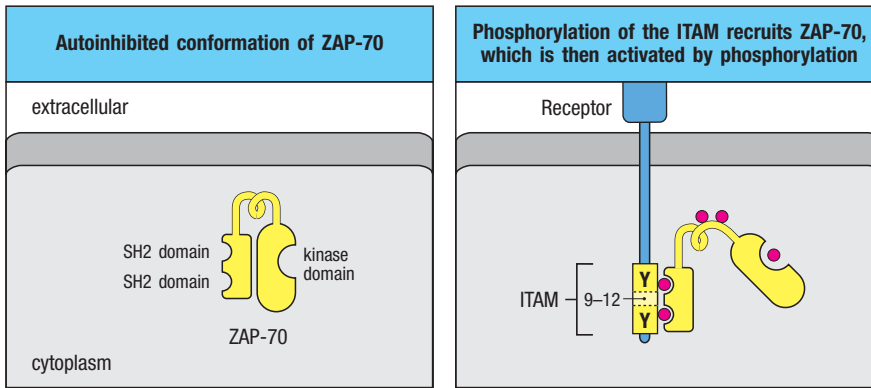 Autoinhibited conformation of ZAP-70
extracellular
SH2 domain
SH2 domain
kinase
domain
ZAP-70
cytoplasm
Phosphorylation of the ITAM recruits ZAP-70,
which is then activated by phosphorylation
Receptor
ITAM
9–12
Y
Y